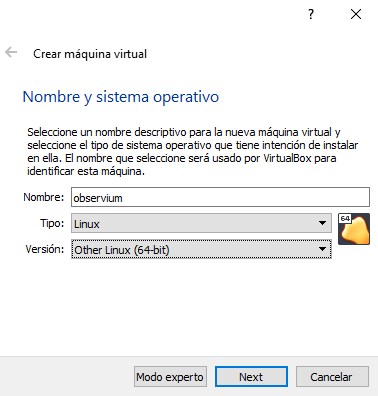 ?
Crear máquina virtual
Nombre y sistema operativo
Seleccione un nombre descriptivo para la nueva máquina virtual y
seleccione el tipo de sistema operativo que tiene intención de instalar
en ella. El nombre que seleccione será usado por VirtualBox para
identificar esta máquina.
Nombre: observium
Tipo: Linux
64
Versión: Other Linux (64-bit)
Modo experto Next Cancelar